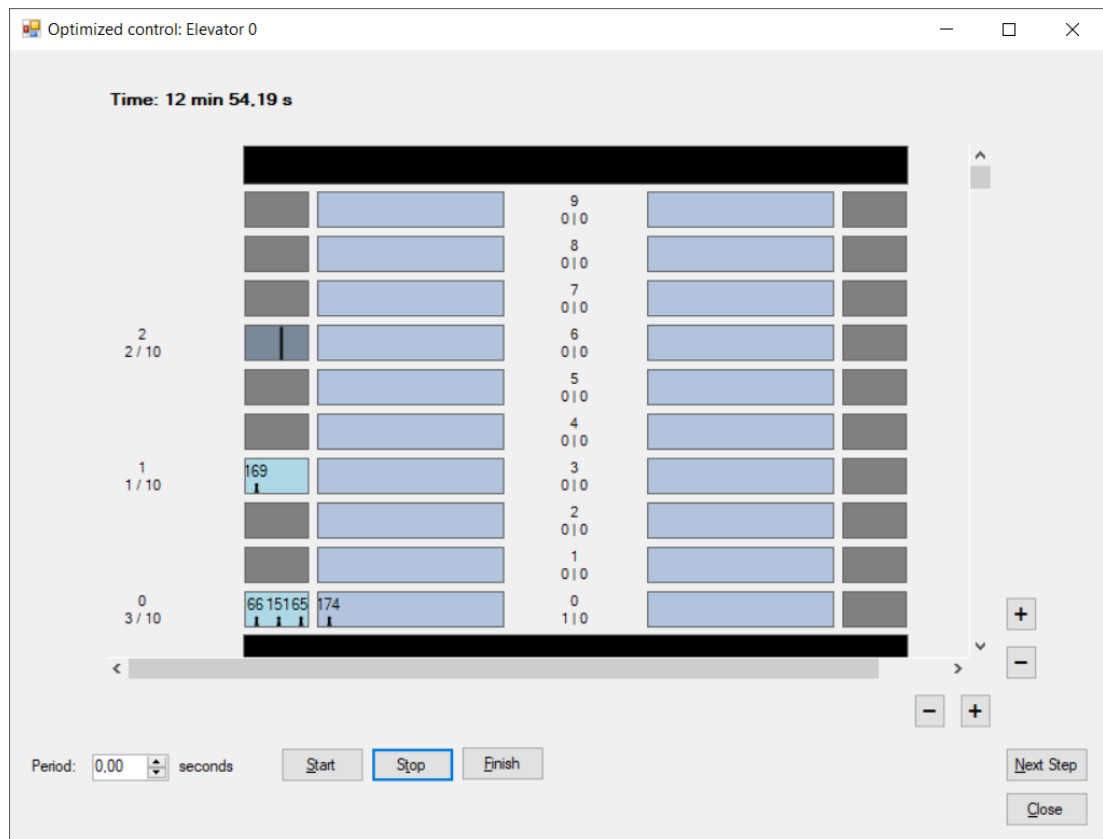 Optimized control: Elevator 0
Time: 12 min 54,19 s
9
0 | 0
8
0 | 0
7
0 | 0
2
2 / 10
6
0 | 0
5
0 | 0
4
0 | 0
1
1 / 10
169
3
0 | 0
2
0 | 0
1
0 | 0
0
3 / 10
66 15165 174
0
1 | 0
+
−
− +
Period: 0,00 seconds Start Stop Finish Next Step
Close